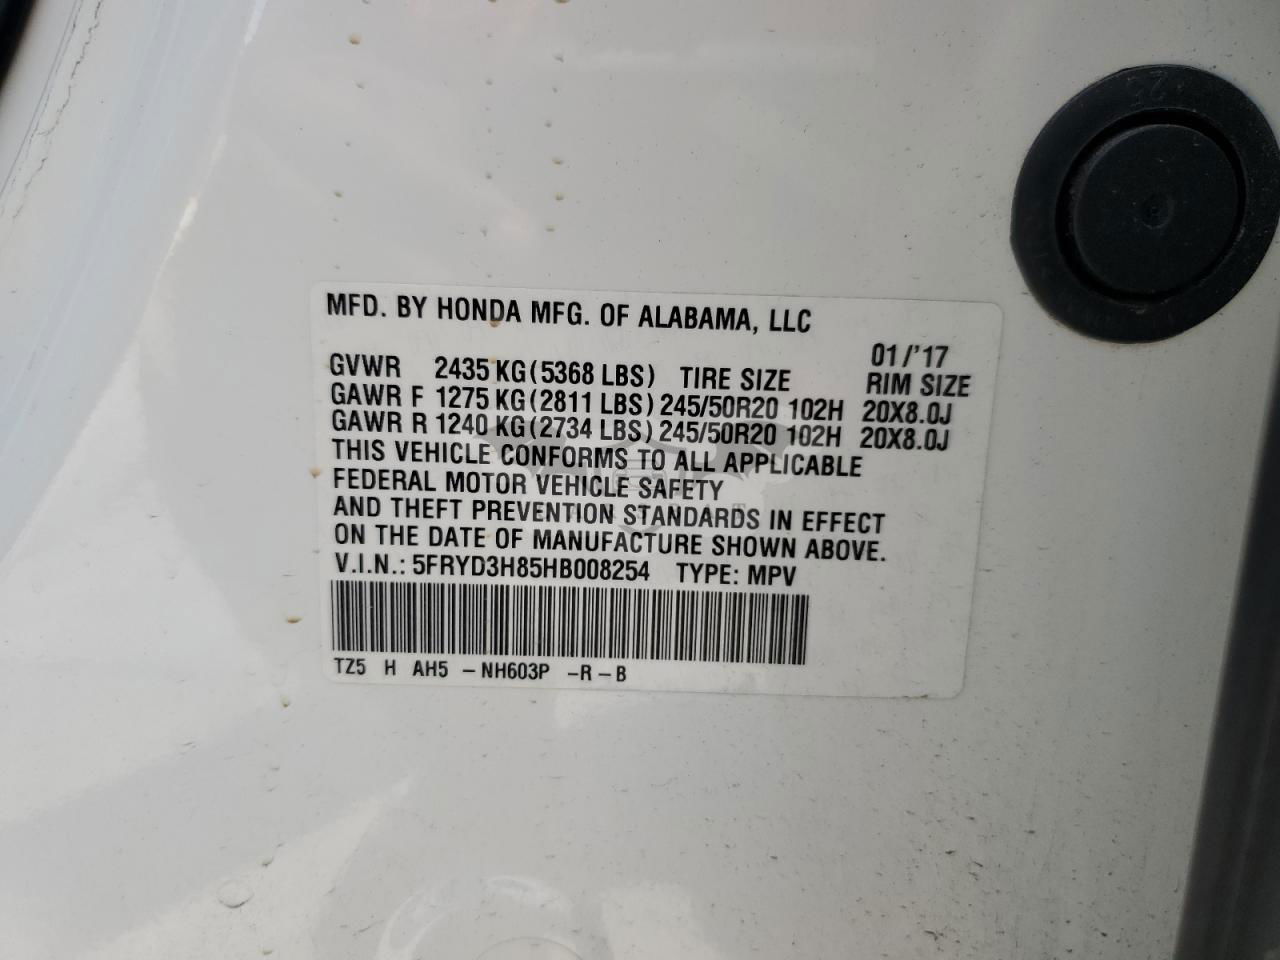 MFD. BY HONDA MFG. OF ALABAMA, LLC
01/'17
GVWR 2435 KG (5368 LBS) TIRE SIZE RIM SIZE
GAWR F 1275 KG (2811 LBS) 245/50R20 102H 20X8.0J
GAWR R 1240 KG (2734 LBS) 245/50R20 102H 20X8.0J
THIS VEHICLE CONFORMS TO ALL APPLICABLE
FEDERAL MOTOR VEHICLE SAFETY
AND THEFT PREVENTION STANDARDS IN EFFECT
ON THE DATE OF MANUFACTURE SHOWN ABOVE.
V.I.N.: 5FRYD3H85HB008254 TYPE: MPV
TZ5 H AH5 - NH603P - R - B